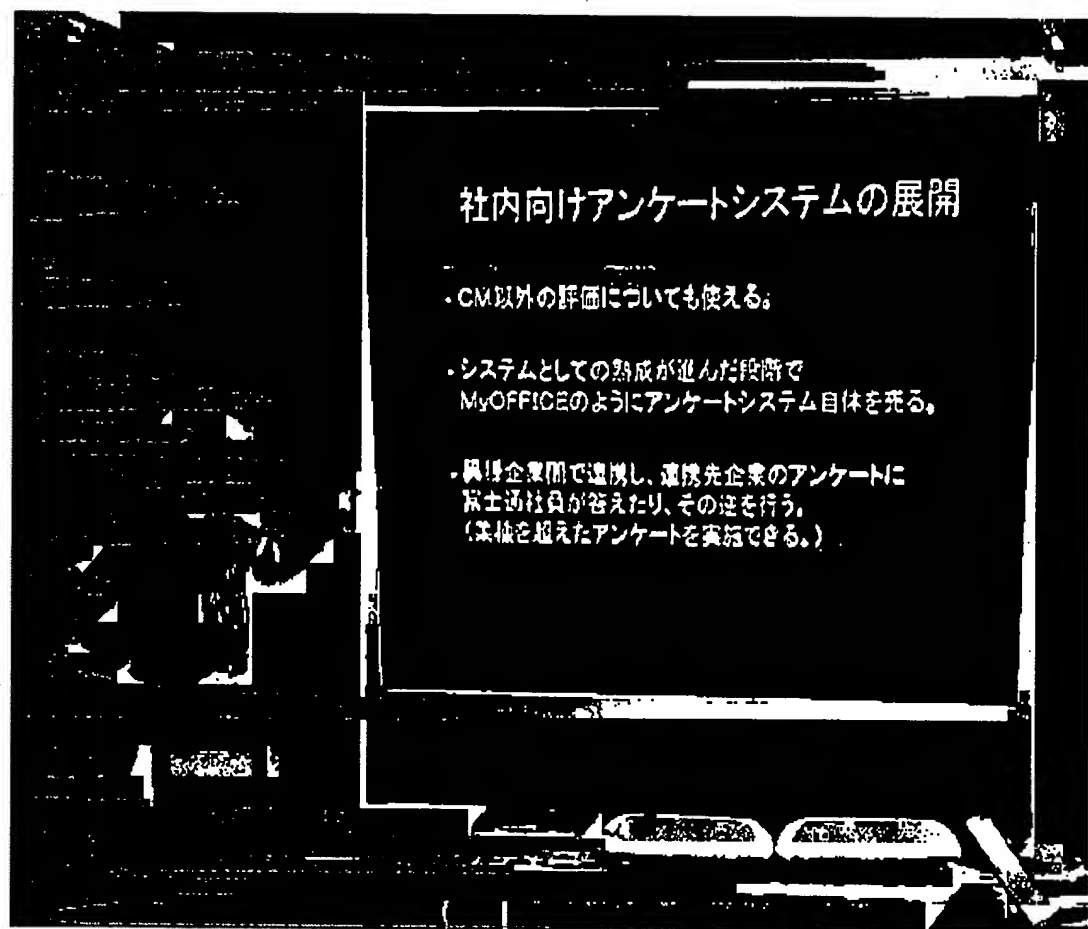 社内向けアンケートシステムの展開
・CM以外の評価についても使える。
・システムとしての熟成が進んだ段階で
MyOFFICEのようにアンケートシステム自体を売る。
・異業企業間で連携し、連携先企業のアンケートに
富士通社員が答えたり、その逆を行う。
(業種を超えたアンケートを実施できる。)